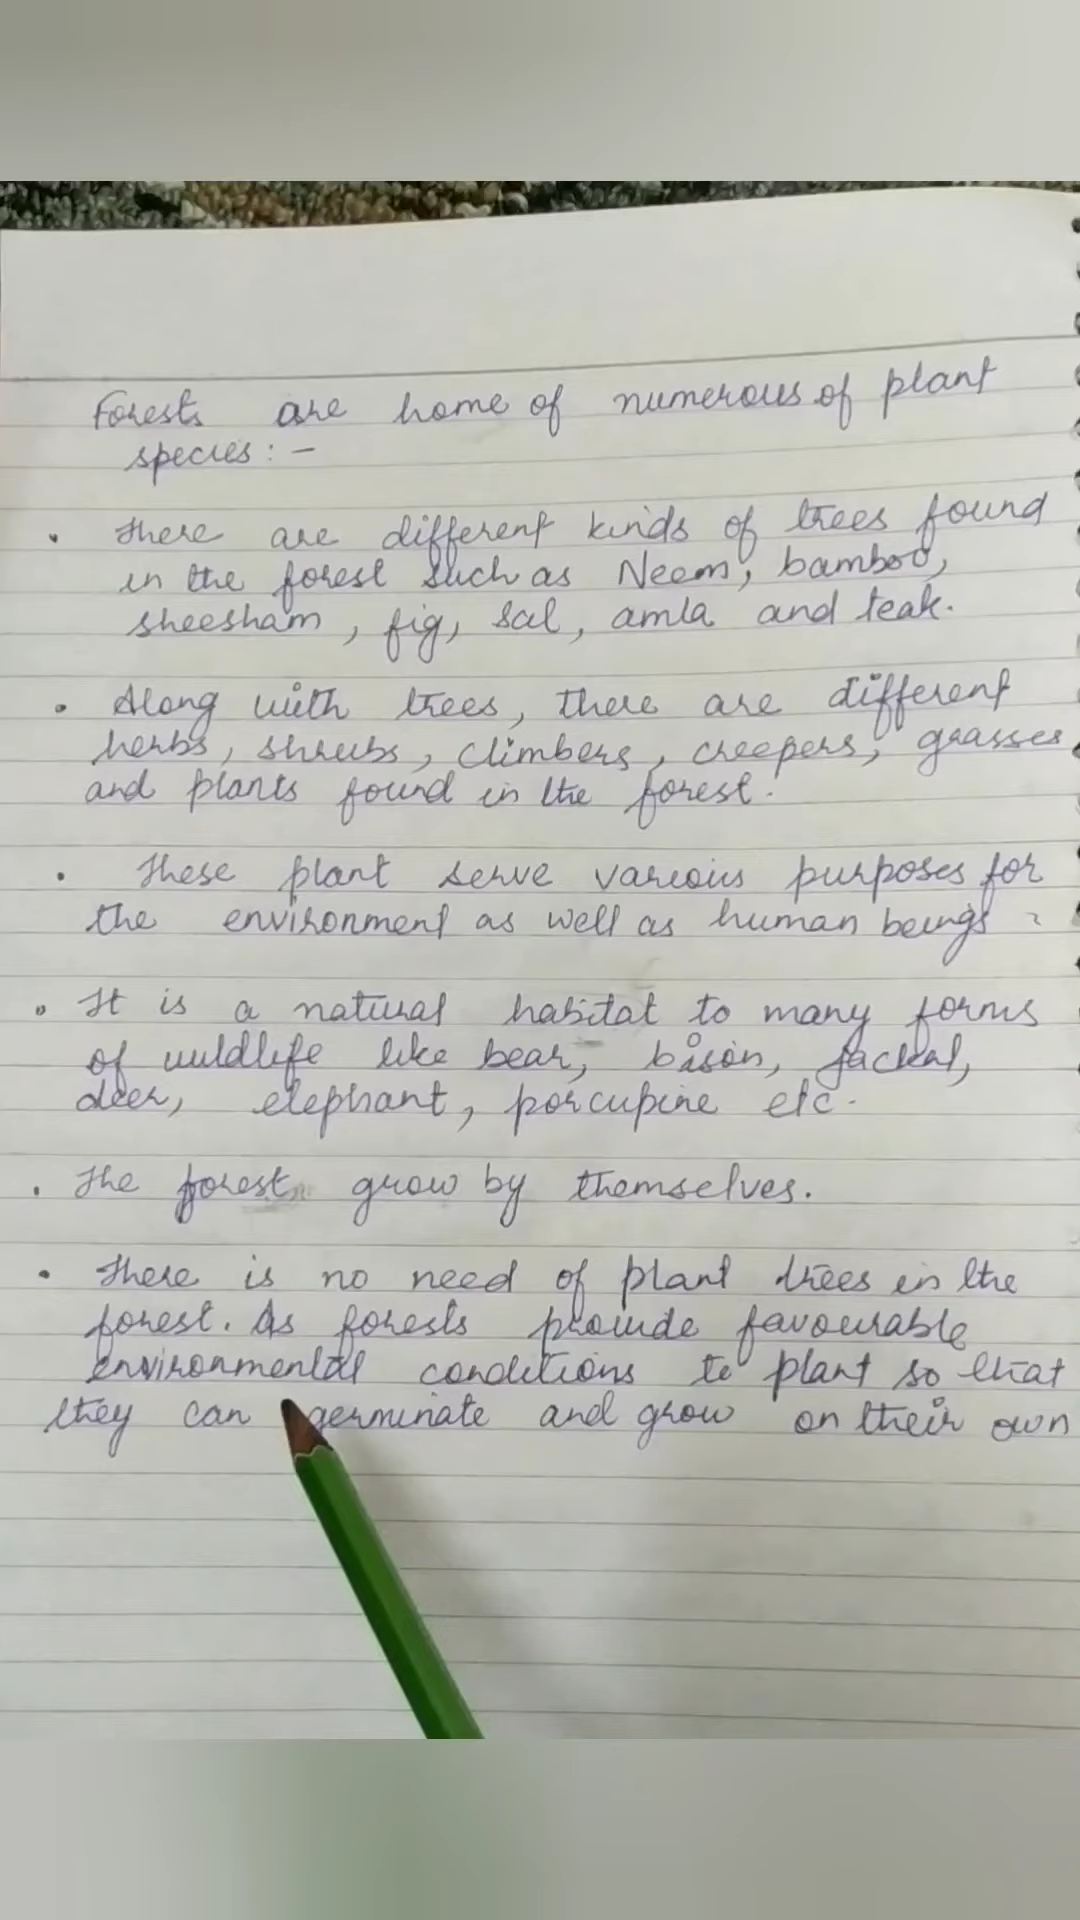 Forests are home of numerous of plant
species:-
• There are different kinds of trees found
in the forest such as Neem, bamboo,
sheesham, fig, sal, amla and teak.
• Along with trees, there are different
herbs, shrubs, climbers, creepers, grasses
and plants found in the forest.
• These plant serve various purposes for
the environment as well as human beings
• It is a natural habitat to many forms
of wildlife like bear, bison, jackal,
deer, elephant, porcupine etc.
• The forest grow by themselves.
• There is no need of plant trees in the
forest. As forests provide favourable
environmental conditions to plant so that
they can germinate and grow on their own